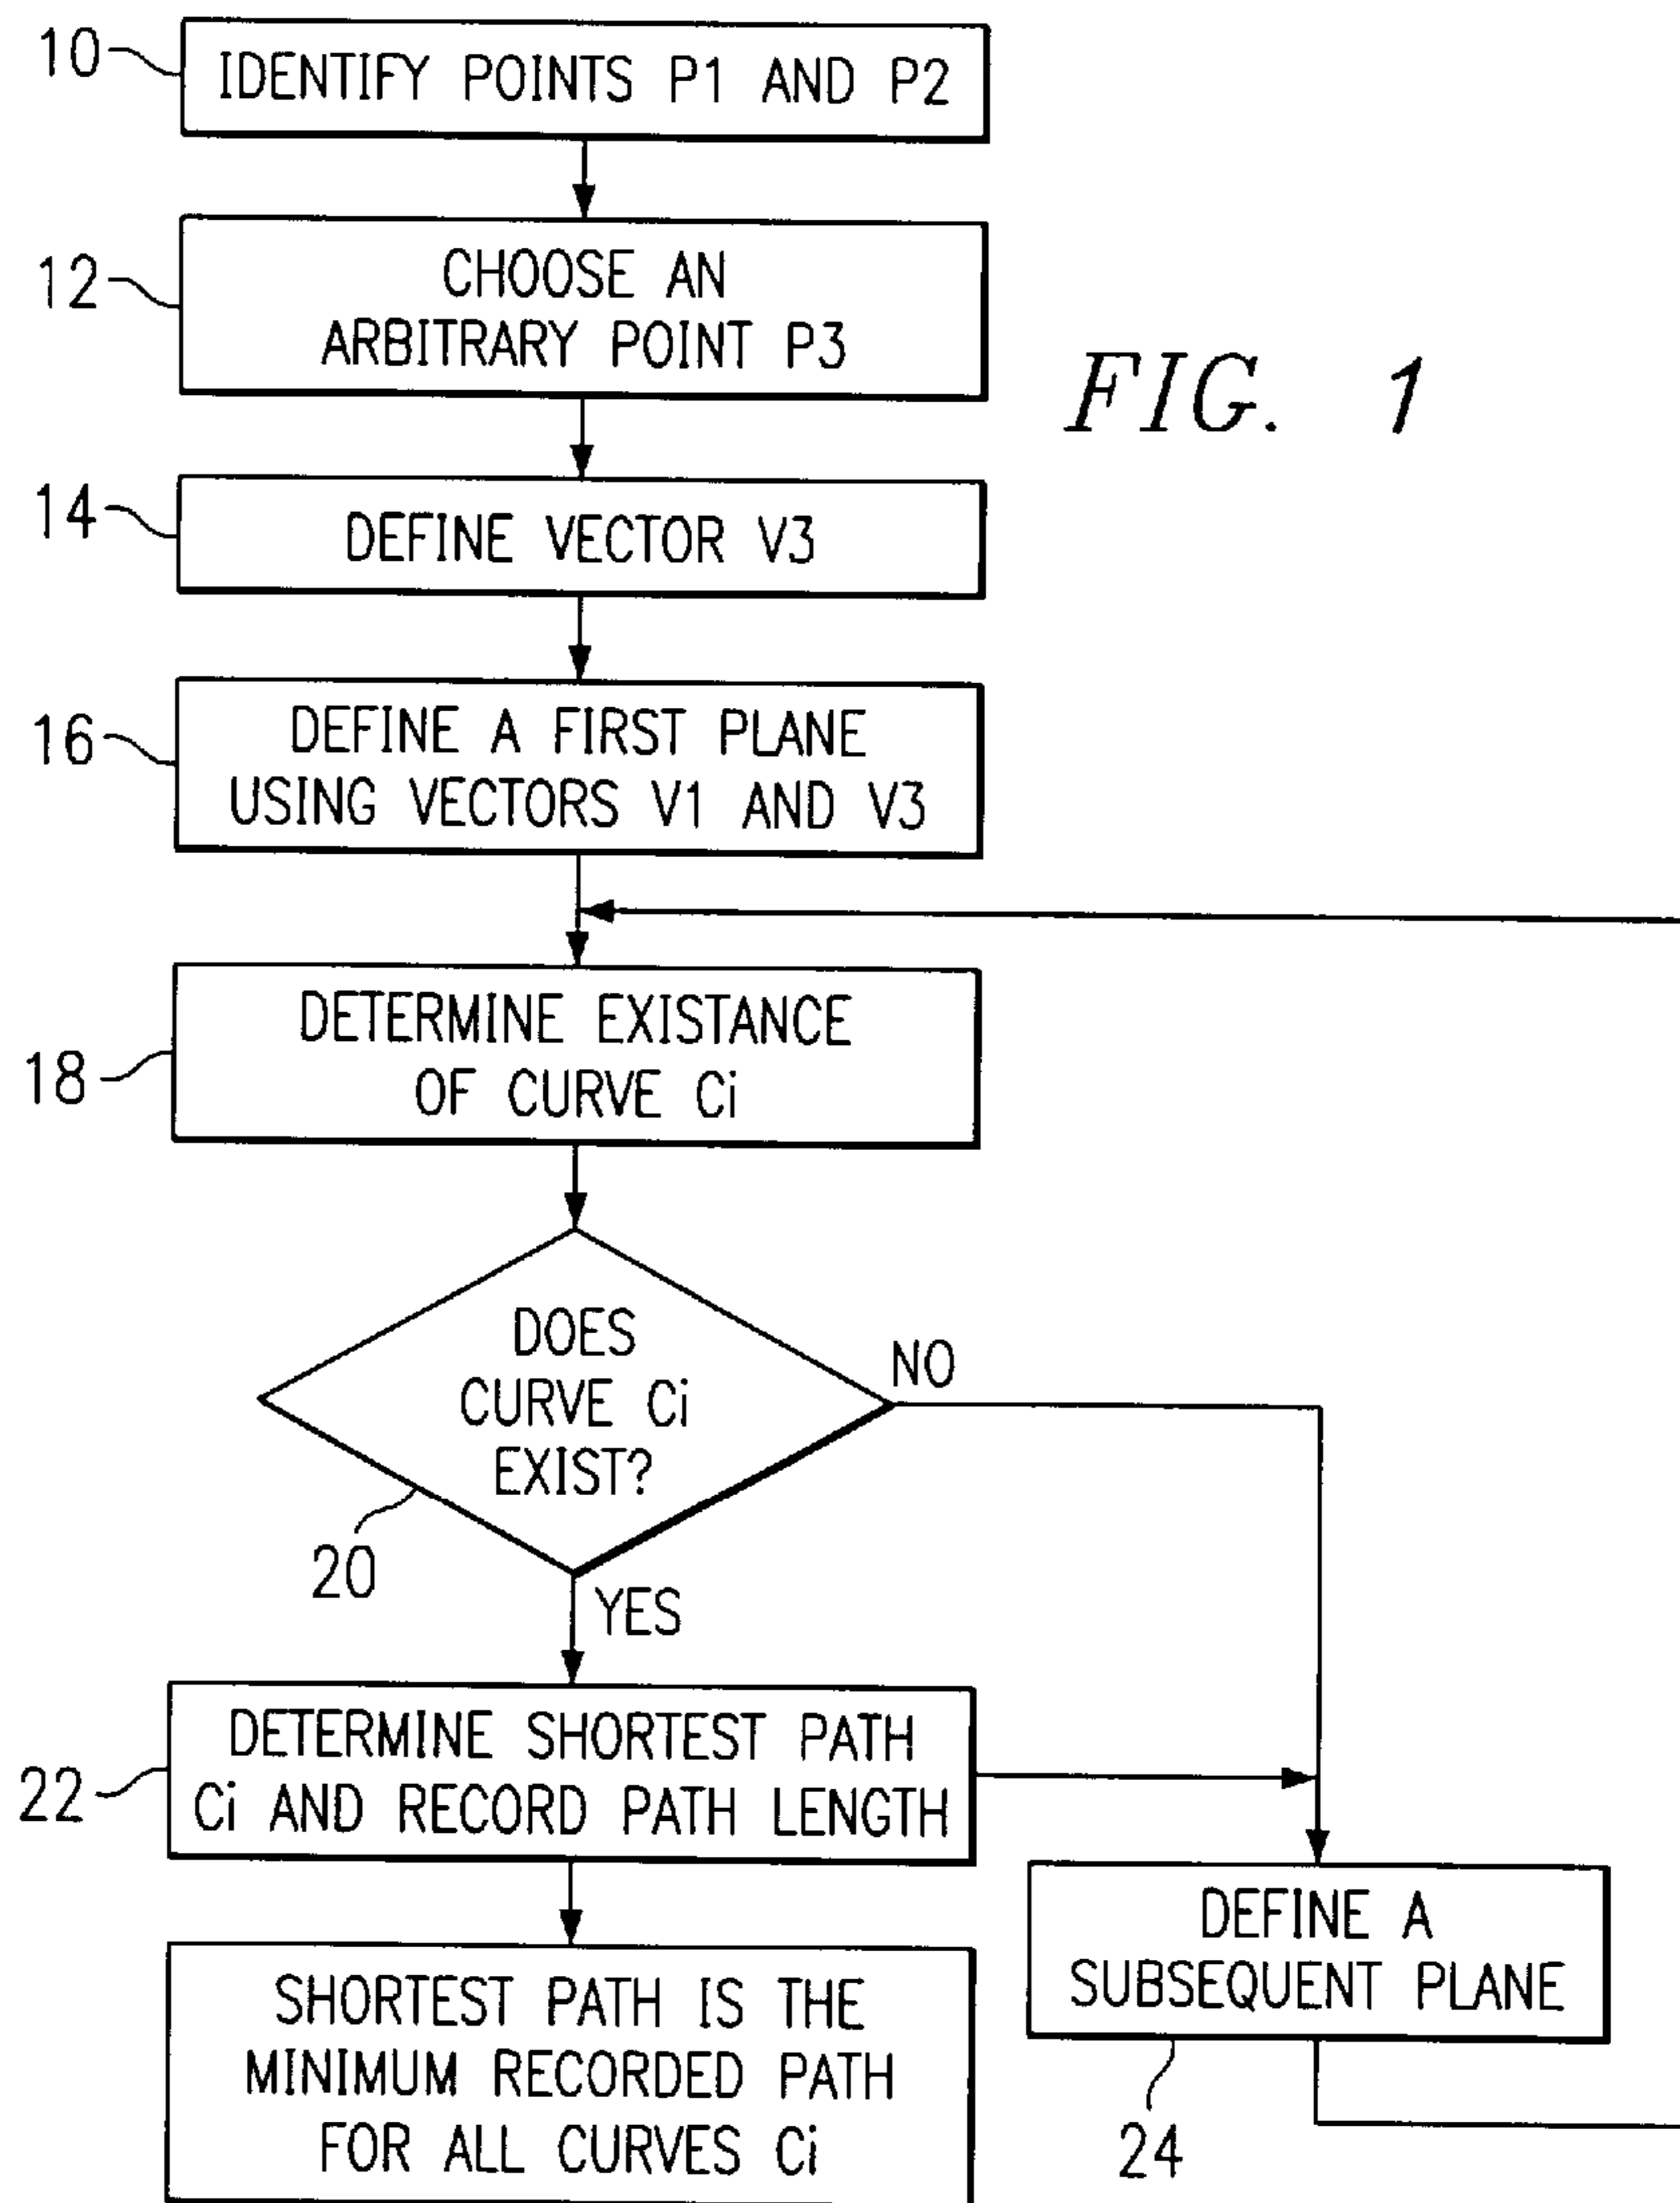 10
IDENTIFY POINTS P1 AND P2
12
CHOOSE AN
ARBITRARY POINT P3
FIG. 1
14
DEFINE VECTOR V3
16
DEFINE A FIRST PLANE
USING VECTORS V1 AND V3
18
DETERMINE EXISTANCE
OF CURVE Ci
DOES
CURVE Ci
EXIST?
NO
20
YES
22
DETERMINE SHORTEST PATH
Ci AND RECORD PATH LENGTH
DEFINE A
SUBSEQUENT PLANE
24
SHORTEST PATH IS THE
MINIMUM RECORDED PATH
FOR ALL CURVES Ci